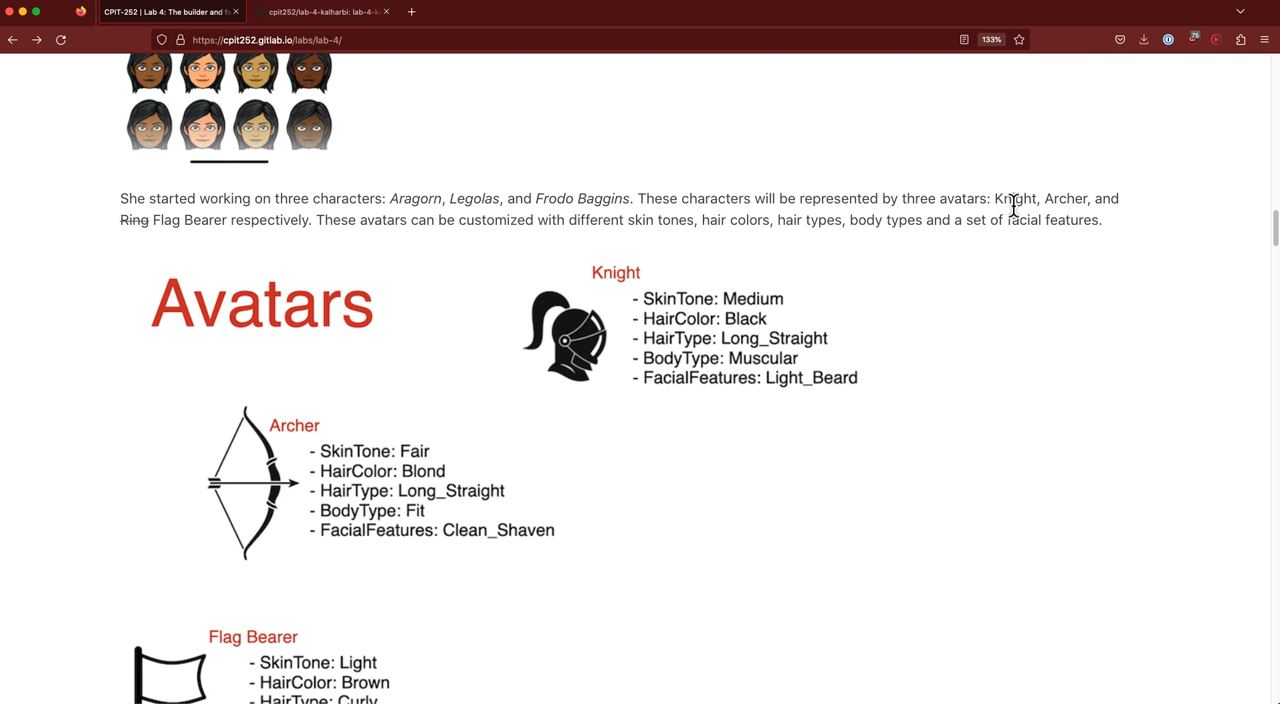 CPIT-252 | Lab 4: The builder and fa
cpit252/lab-4-kalharbi: lab-4-k
https://cpit252.gitlab.io/labs/lab-4/
133%
75
She started working on three characters: Aragorn, Legolas, and Frodo Baggins. These characters will be represented by three avatars: Knight, Archer, and
Ring Flag Bearer respectively. These avatars can be customized with different skin tones, hair colors, hair types, body types and a set of facial features.
Avatars
Knight
- SkinTone: Medium
- HairColor: Black
- HairType: Long_Straight
- BodyType: Muscular
- FacialFeatures: Light_Beard
Archer
- SkinTone: Fair
- HairColor: Blond
- HairType: Long_Straight
- BodyType: Fit
- FacialFeatures: Clean_Shaven
Flag Bearer
- SkinTone: Light
- HairColor: Brown
- HairType: Curly